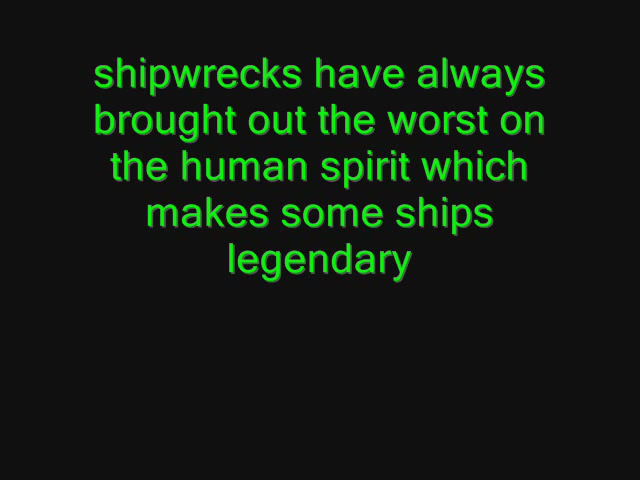 shipwrecks have always
brought out the worst on
the human spirit which
makes some ships
legendary